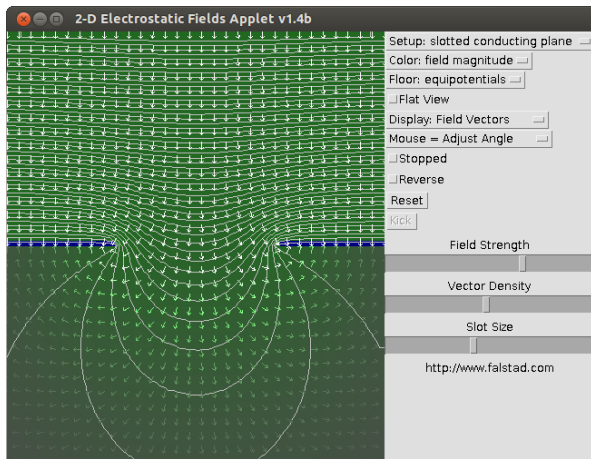 2-D Electrostatic Fields Applet v1.4b
Setup: slotted conducting plane
Color: field magnitude
Floor: equipotentials
Flat View
Display: Field Vectors
Mouse = Adjust Angle
Stopped
Reverse
Reset
Kick
Field Strength
Vector Density
Slot Size
http://www.falstad.com